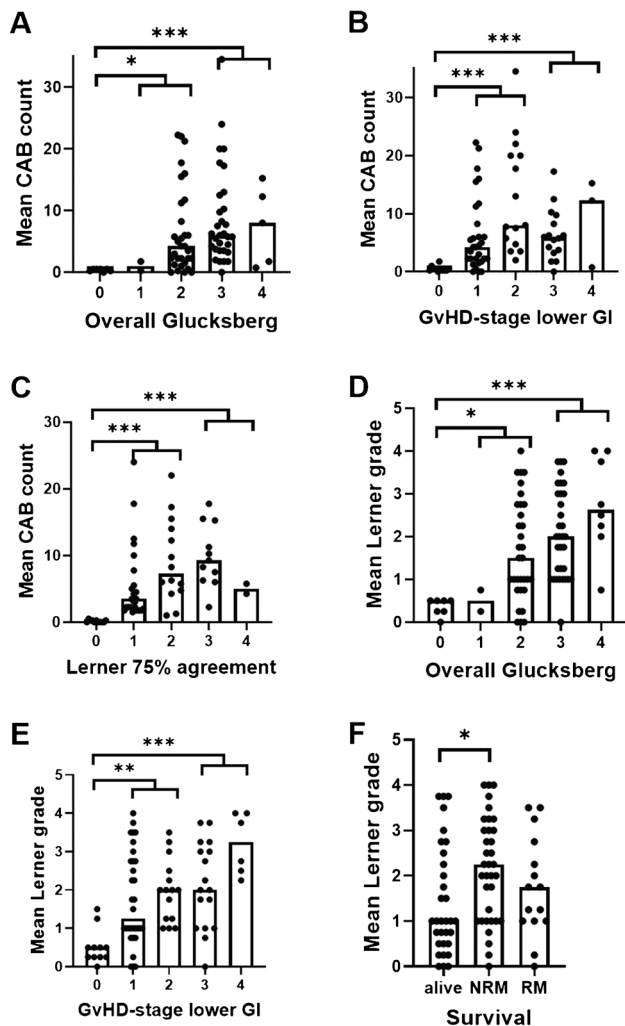 A
***
*
Mean CAB count
30
20
10
0
0 1 2 3 4
Overall Glucksberg
B
***
***
Mean CAB count
40
30
20
10
0
0 1 2 3 4
GvHD-stage lower GI
C
***
***
Mean CAB count
30
20
10
0
0 1 2 3 4
Lerner 75% agreement
D
***
*
Mean Lerner grade
5
4
3
2
1
0
0 1 2 3 4
Overall Glucksberg
E
***
**
Mean Lerner grade
5
4
3
2
1
0
0 1 2 3 4
GvHD-stage lower GI
F
*
Mean Lerner grade
5
4
3
2
1
0
alive NRM RM
Survival